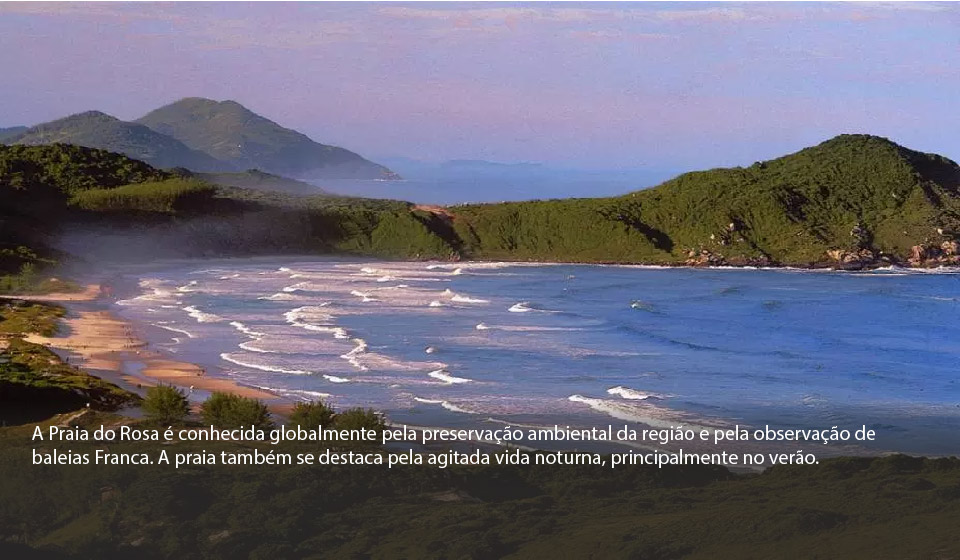 A Praia do Rosa é conhecida globalmente pela preservação ambiental da região e pela observação de
baleias Franca. A praia também se destaca pela agitada vida noturna, principalmente no verão.